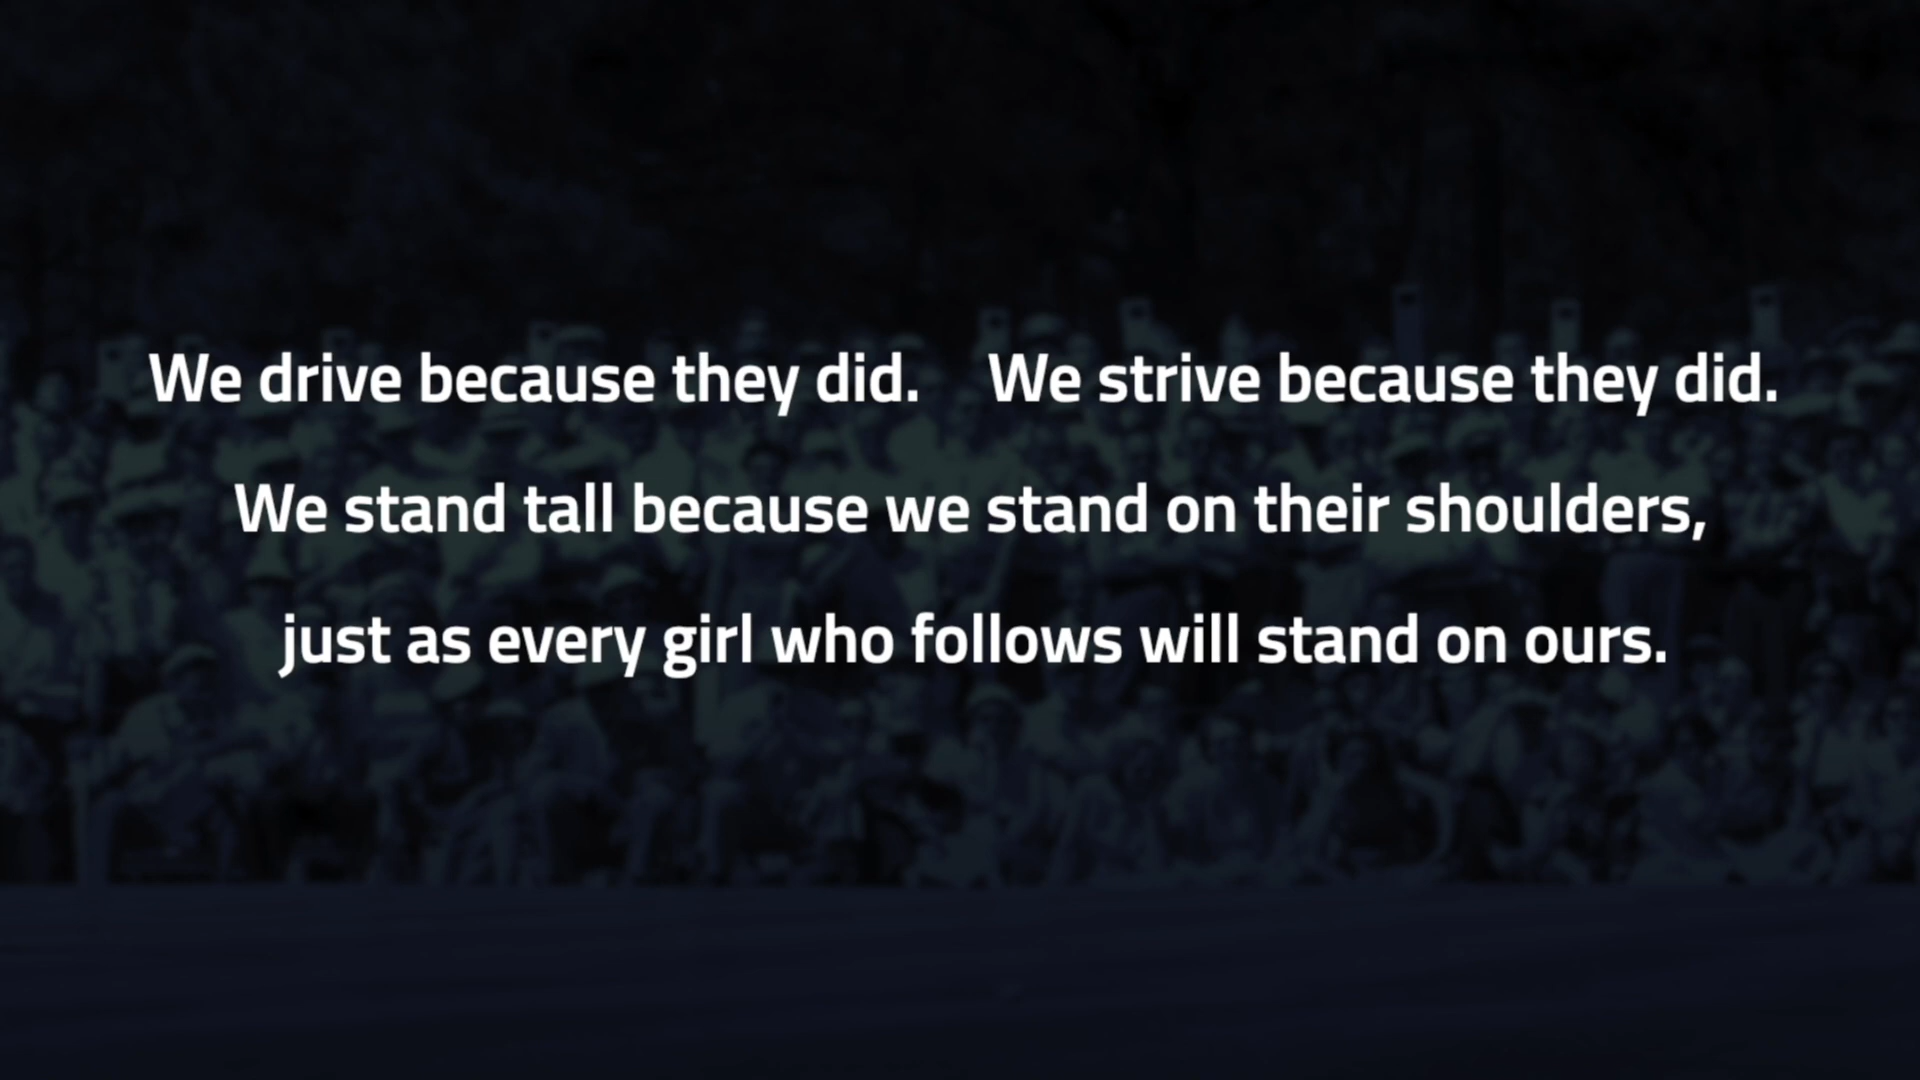 We drive because they did. We strive because they did.
We stand tall because we stand on their shoulders,
just as every girl who follows will stand on ours.